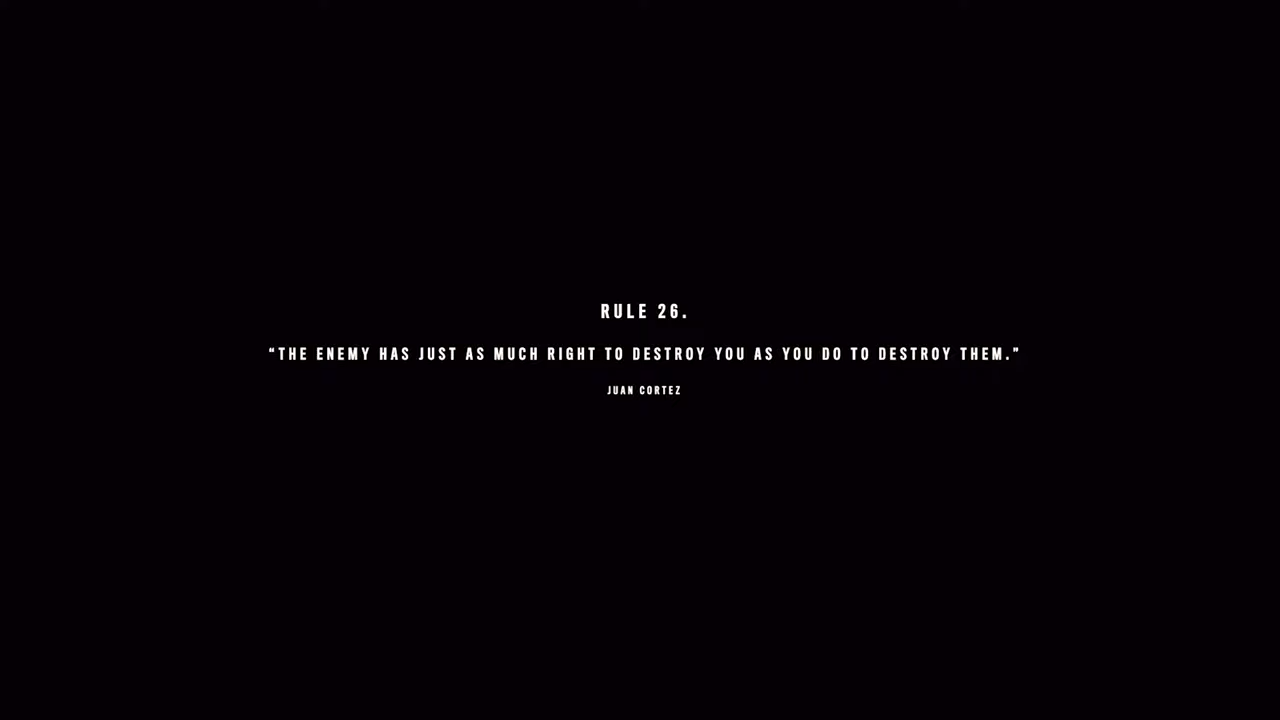 RULE 26.
“THE ENEMY HAS JUST AS MUCH RIGHT TO DESTROY YOU AS YOU DO TO DESTROY THEM.”
JUAN CORTEZ